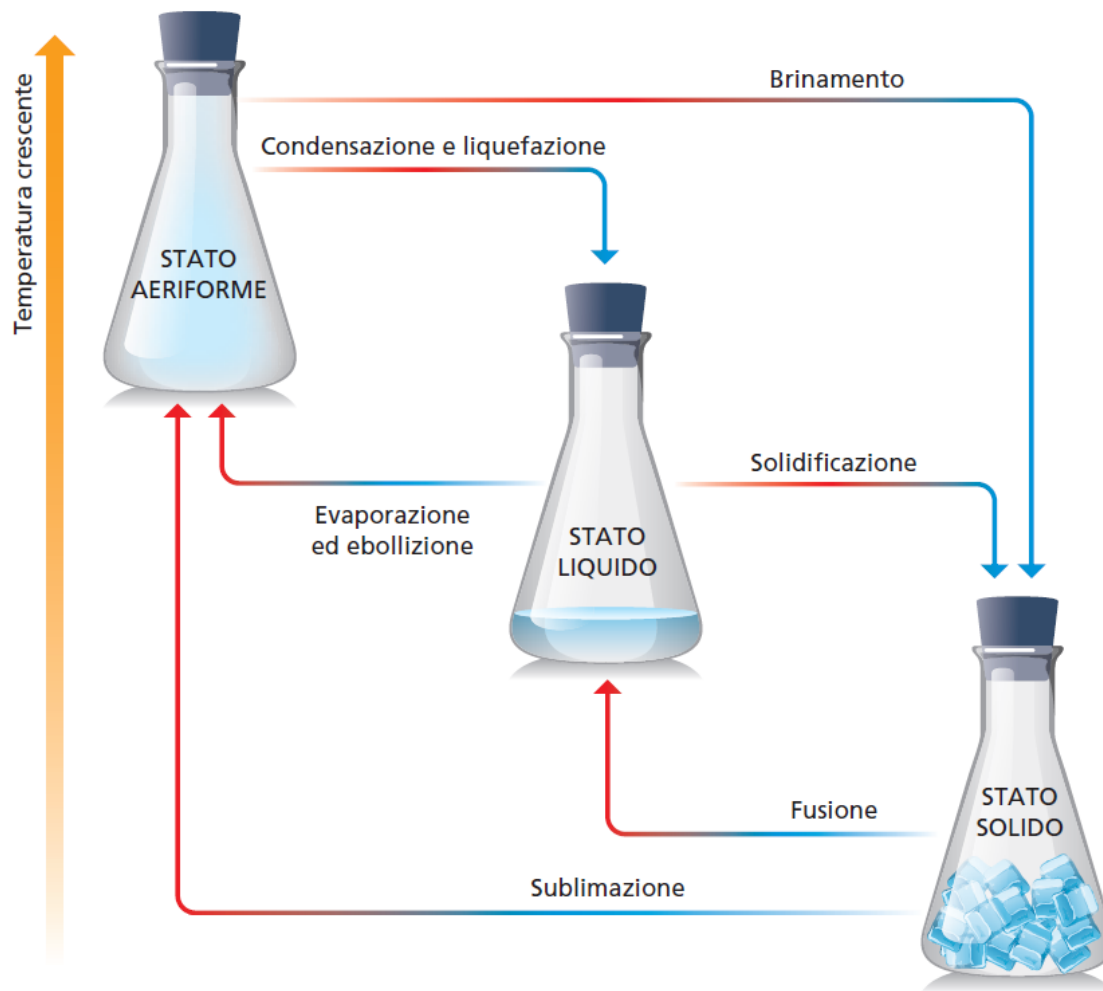 Temperatura crescente
Brinamento
Condensazione e liquefazione
STATO
AERIFORME
Solidificazione
Evaporazione
ed ebollizione
STATO
LIQUIDO
Fusione
STATO
SOLIDO
Sublimazione